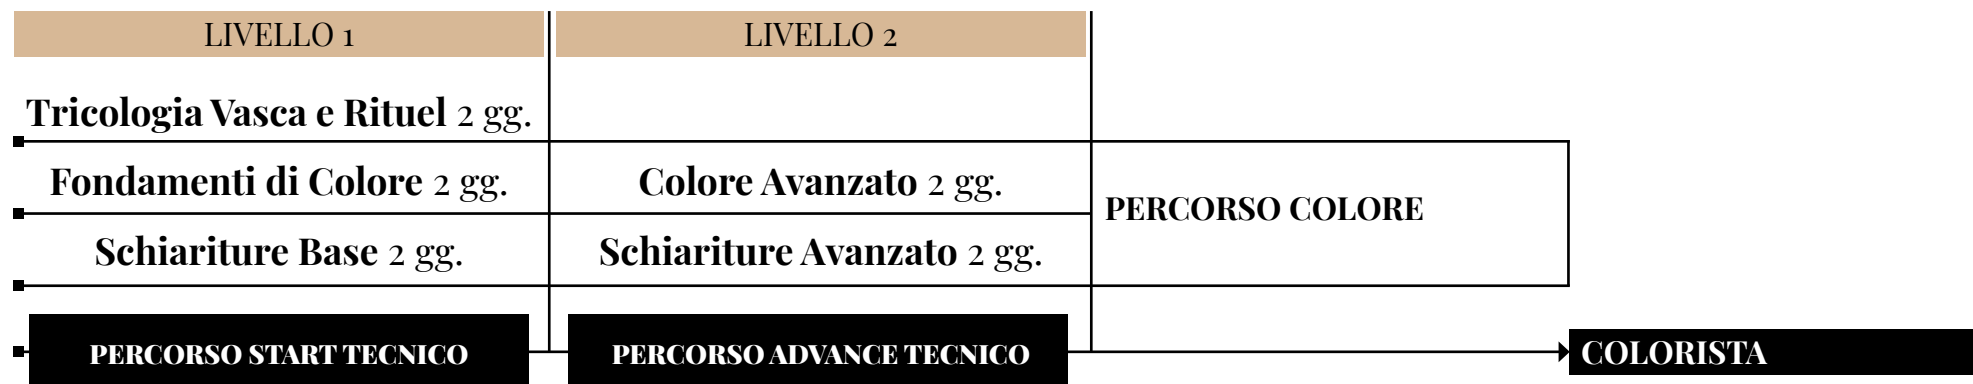 LIVELLO 1
LIVELLO 2
Tricologia Vasca e Rituel 2 gg.
Fondamenti di Colore 2 gg.
Colore Avanzato 2 gg.
PERCORSO COLORE
Schiariture Base 2 gg.
Schiariture Avanzato 2 gg.
PERCORSO START TECNICO
PERCORSO ADVANCE TECNICO
COLORISTA